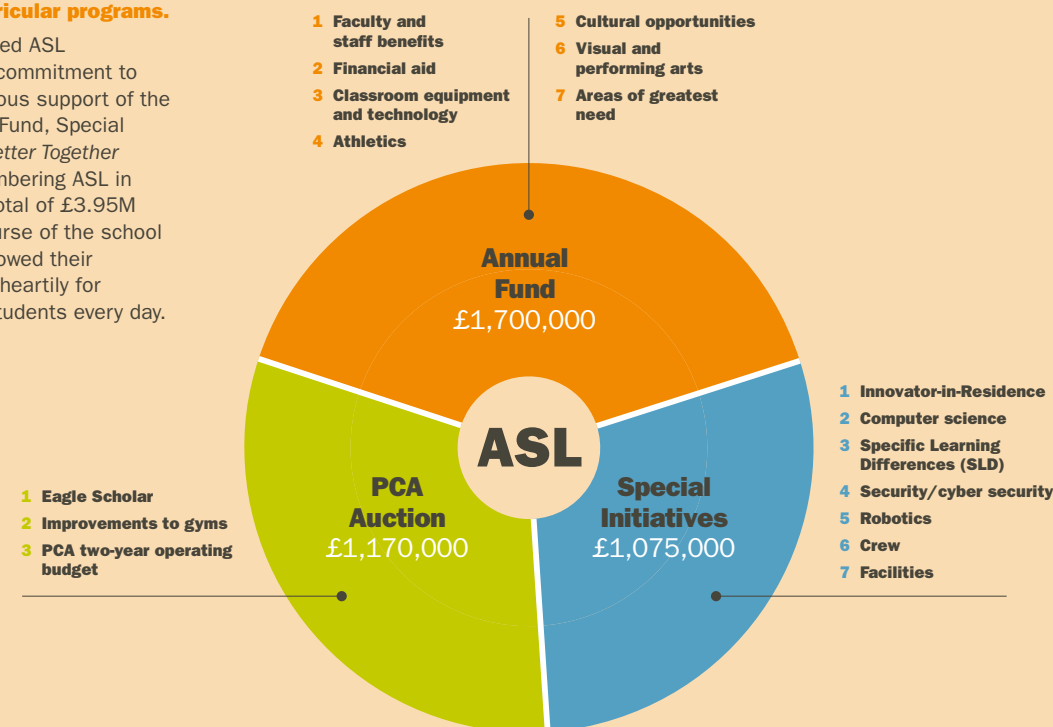 ricular programs.
ed ASL
commitment to
ous support of the
Fund, Special
etter Together
mbering ASL in
otal of £3.95M
urse of the school
owed their
heartily for
tudents every day.
1 Faculty and
staff benefits
2 Financial aid
3 Classroom equipment
and technology
4 Athletics
5 Cultural opportunities
6 Visual and
performing arts
7 Areas of greatest
need
Annual
Fund
£1,700,000
ASL
PCA
Auction
£1,170,000
Special
Initiatives
£1,075,000
1 Eagle Scholar
2 Improvements to gyms
3 PCA two-year operating
budget
1 Innovator-in-Residence
2 Computer science
3 Specific Learning
Differences (SLD)
4 Security/cyber security
5 Robotics
6 Crew
7 Facilities